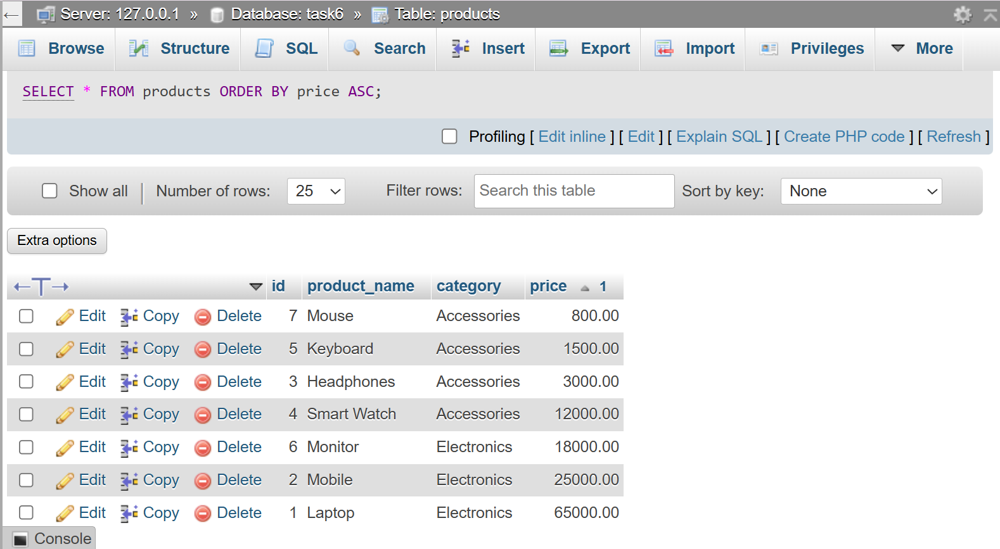 Server: 127.0.0.1 » Database: task6 » Table: products
Browse Structure SQL Search Insert Export Import Privileges More
SELECT * FROM products ORDER BY price ASC;
Profiling [ Edit inline ] [ Edit ] [ Explain SQL ] [ Create PHP code ] [ Refresh ]
Show all Number of rows: 25 Filter rows: Search this table Sort by key: None
Extra options
id product_name category price 1
Edit Copy Delete 7 Mouse Accessories 800.00
Edit Copy Delete 5 Keyboard Accessories 1500.00
Edit Copy Delete 3 Headphones Accessories 3000.00
Edit Copy Delete 4 Smart Watch Accessories 12000.00
Edit Copy Delete 6 Monitor Electronics 18000.00
Edit Copy Delete 2 Mobile Electronics 25000.00
Edit Copy Delete 1 Laptop Electronics 65000.00
Console